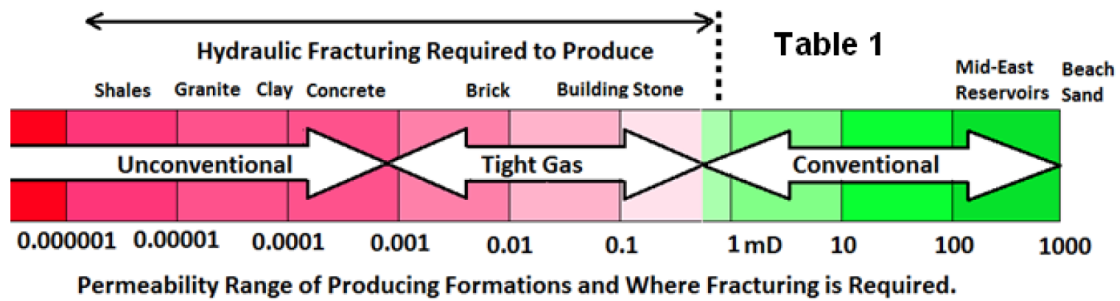 Hydraulic Fracturing Required to Produce
Table 1
Shales Granite Clay Concrete Brick Building Stone
Mid-East
Reservoirs
Beach
Sand
Unconventional Tight Gas Conventional
0.000001 0.00001 0.0001 0.001 0.01 0.1 1 mD 10 100 1000
Permeability Range of Producing Formations and Where Fracturing is Required.